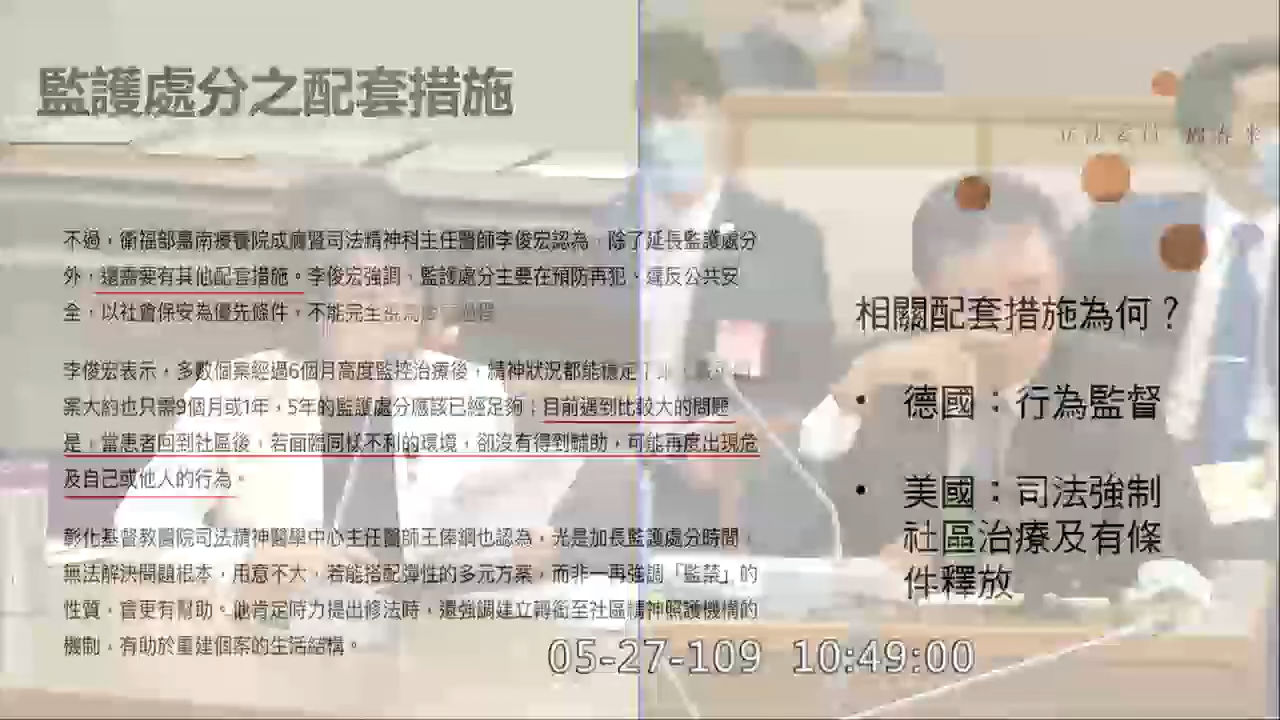 監護處分之配套措施
立法委員 周春米
不過,衛福部嘉南療養院成癮暨司法精神科主任醫師李俊宏認為,除了延長監護處分
外,還需要有其他配套措施。李俊宏強調,監護處分主要在預防再犯、違反公共安
全,以社會保安為優先條件,不能完全視為
李俊宏表示,多數個案經過6個月高度監控治療後,精神狀況都能穩定下來,
案大約也只需9個月或1年,5年的監護處分應該已經足夠;目前遇到比較大的問題
是,當患者回到社區後,若面臨同樣不利的環境,卻沒有得到輔助,可能再度出現危
及自己或他人的行為。
彰化基督教醫院司法精神醫學中心主任醫師王俸鋼也認為,光是加長監護處分時間,
無法解決問題根本,用意不大,若能搭配彈性的多元方案,而非一再強調「監禁」的
性質,會更有幫助。他肯定時力提出修法時,還強調建立轉銜至社區精神照護機構的
機制,有助於重建個案的生活結構。
相關配套措施為何?
• 德國:行為監督
• 美國:司法強制
社區治療及有條
件釋放
05-27-109 10:49:00